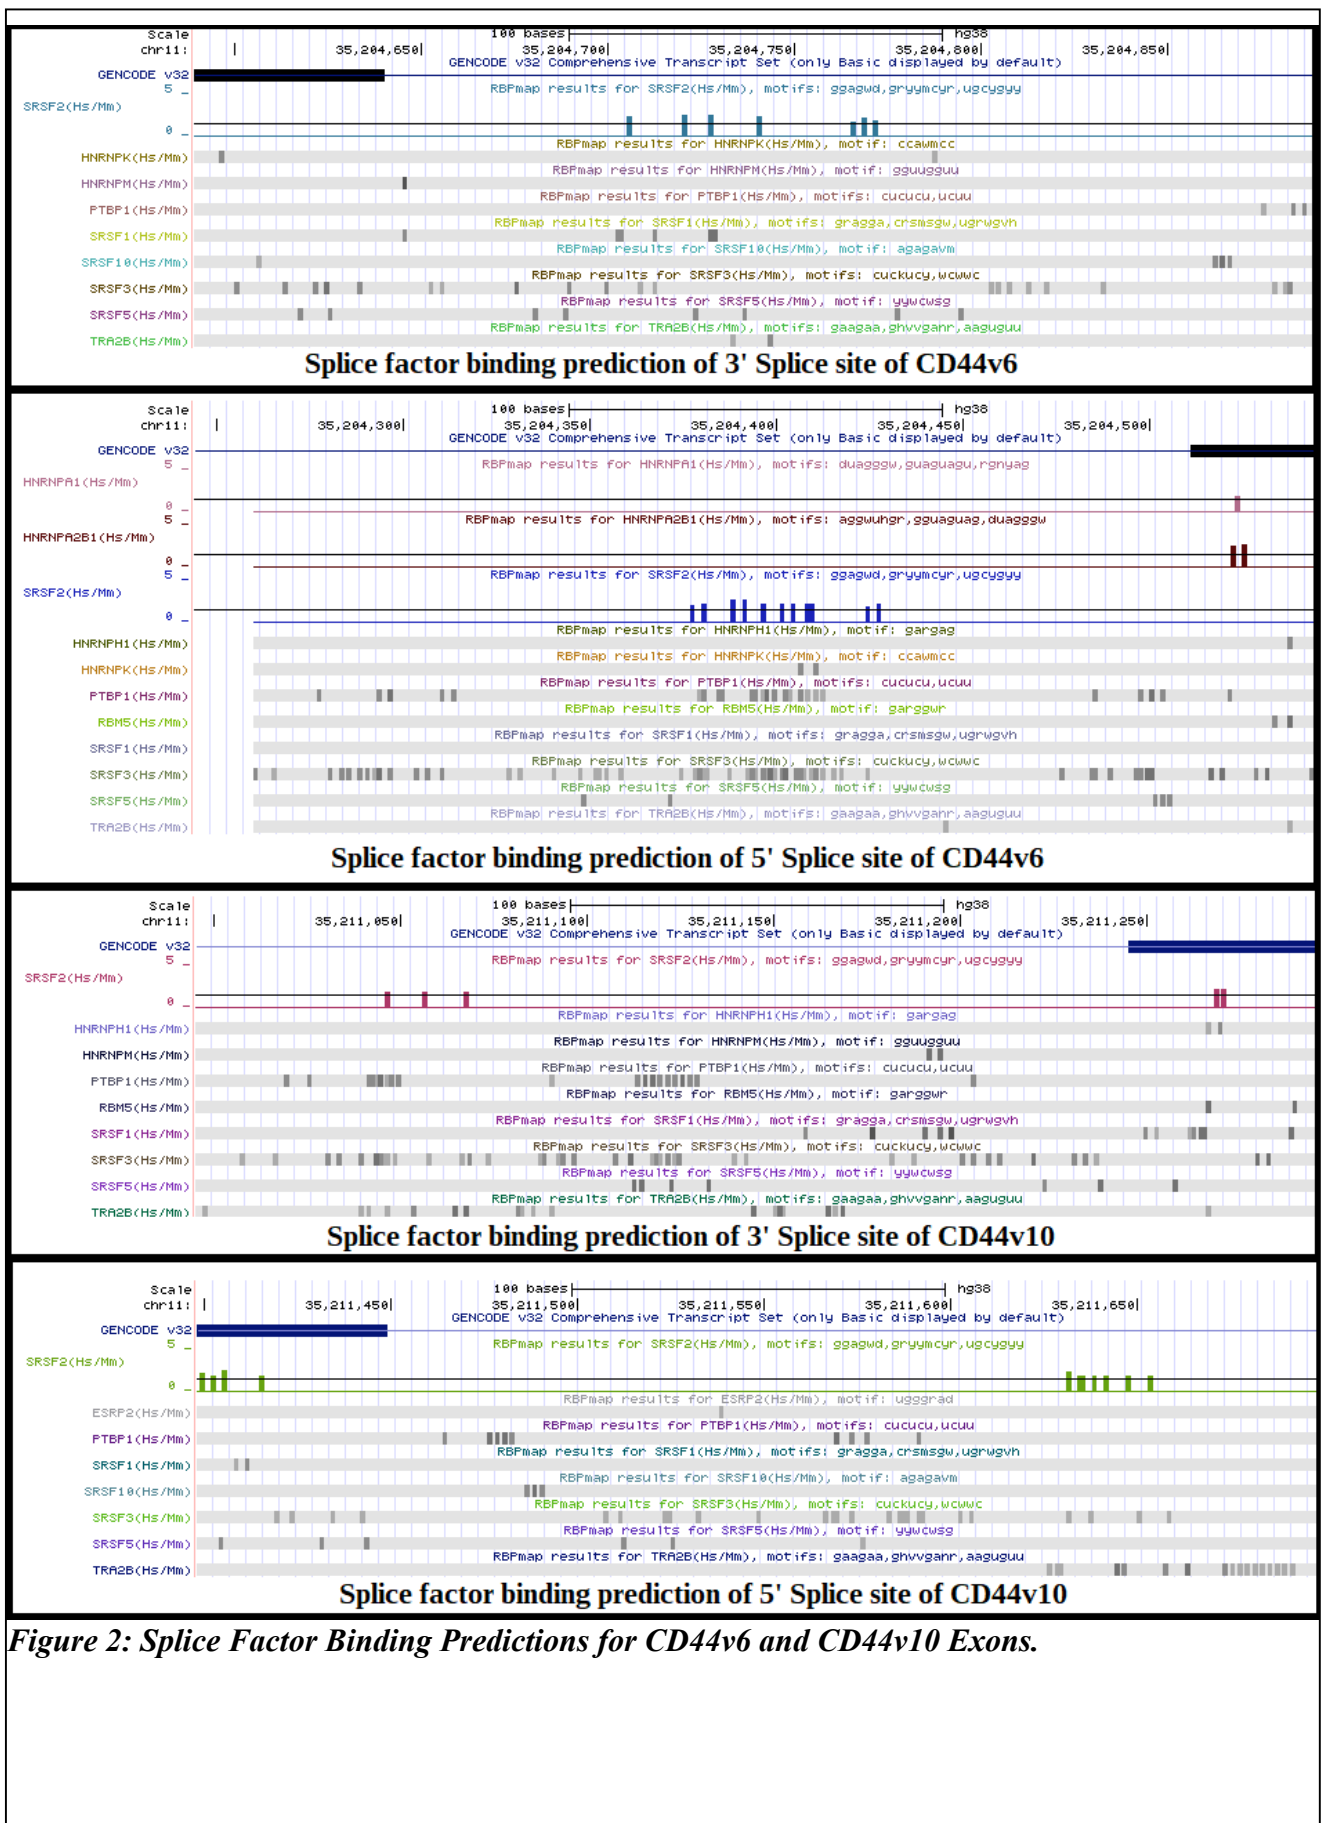 Scale 100 bases hg38
chr11: | 35,204,650| 35,204,700| 35,204,750| 35,204,800| 35,204,850|
GENCODE v32 Comprehensive Transcript Set (only Basic displayed by default)
GENCODE v32
5 _ RBPmap results for SRSF2(Hs/Mm), motifs: ggagwd,gryymcyr,ugcygyy
SRSF2(Hs/Mm)
0 _
RBPmap results for HNRNPK(Hs/Mm), motif: ccawmcc
HNRNPK(Hs/Mm)
RBPmap results for HNRNPM(Hs/Mm), motif: gguugguu
HNRNPM(Hs/Mm)
RBPmap results for PTBP1(Hs/Mm), motifs: cucucu,ucuu
PTBP1(Hs/Mm)
RBPmap results for SRSF1(Hs/Mm), motifs: gragga,crsmsgw,ugrwgvh
SRSF1(Hs/Mm)
RBPmap results for SRSF10(Hs/Mm), motif: agagavm
SRSF10(Hs/Mm)
RBPmap results for SRSF3(Hs/Mm), motifs: cuckucy,wcwwc
SRSF3(Hs/Mm)
RBPmap results for SRSF5(Hs/Mm), motif: yywcwsg
SRSF5(Hs/Mm)
RBPmap results for TRA2B(Hs/Mm), motifs: gaagaa,ghvvganr,aaguguu
TRA2B(Hs/Mm)
Splice factor binding prediction of 3' Splice site of CD44v6
Scale 100 bases hg38
chr11: | 35,204,300| 35,204,350| 35,204,400| 35,204,450| 35,204,500|
GENCODE v32 Comprehensive Transcript Set (only Basic displayed by default)
GENCODE v32
5 _ RBPmap results for HNRNPA1(Hs/Mm), motifs: duagggw,guaguagu,rgnyag
HNRNPA1(Hs/Mm)
0 _
5 _ RBPmap results for HNRNPA2B1(Hs/Mm), motifs: aggwuhgr,gguaguag,duagggw
HNRNPA2B1(Hs/Mm)
0 _
5 _ RBPmap results for SRSF2(Hs/Mm), motifs: ggagwd,gryymcyr,ugcygyy
SRSF2(Hs/Mm)
0 _
RBPmap results for HNRNPH1(Hs/Mm), motif: gargag
HNRNPH1(Hs/Mm)
RBPmap results for HNRNPK(Hs/Mm), motif: ccawmcc
HNRNPK(Hs/Mm)
RBPmap results for PTBP1(Hs/Mm), motifs: cucucu,ucuu
PTBP1(Hs/Mm)
RBPmap results for RBM5(Hs/Mm), motif: garggwr
RBM5(Hs/Mm)
RBPmap results for SRSF1(Hs/Mm), motifs: gragga,crsmsgw,ugrwgvh
SRSF1(Hs/Mm)
RBPmap results for SRSF3(Hs/Mm), motifs: cuckucy,wcwwc
SRSF3(Hs/Mm)
RBPmap results for SRSF5(Hs/Mm), motif: yywcwsg
SRSF5(Hs/Mm)
RBPmap results for TRA2B(Hs/Mm), motifs: gaagaa,ghvvganr,aaguguu
TRA2B(Hs/Mm)
Splice factor binding prediction of 5' Splice site of CD44v6
Scale 100 bases hg38
chr11: | 35,211,050| 35,211,100| 35,211,150| 35,211,200| 35,211,250|
GENCODE v32 Comprehensive Transcript Set (only Basic displayed by default)
GENCODE v32
5 _ RBPmap results for SRSF2(Hs/Mm), motifs: ggagwd,gryymcyr,ugcygyy
SRSF2(Hs/Mm)
0 _
RBPmap results for HNRNPH1(Hs/Mm), motif: gargag
HNRNPH1(Hs/Mm)
RBPmap results for HNRNPM(Hs/Mm), motif: gguugguu
HNRNPM(Hs/Mm)
RBPmap results for PTBP1(Hs/Mm), motifs: cucucu,ucuu
PTBP1(Hs/Mm)
RBPmap results for RBM5(Hs/Mm), motif: garggwr
RBM5(Hs/Mm)
RBPmap results for SRSF1(Hs/Mm), motifs: gragga,crsmsgw,ugrwgvh
SRSF1(Hs/Mm)
RBPmap results for SRSF3(Hs/Mm), motifs: cuckucy,wcwwc
SRSF3(Hs/Mm)
RBPmap results for SRSF5(Hs/Mm), motif: yywcwsg
SRSF5(Hs/Mm)
RBPmap results for TRA2B(Hs/Mm), motifs: gaagaa,ghvvganr,aaguguu
TRA2B(Hs/Mm)
Splice factor binding prediction of 3' Splice site of CD44v10
Scale 100 bases hg38
chr11: | 35,211,450| 35,211,500| 35,211,550| 35,211,600| 35,211,650|
GENCODE v32 Comprehensive Transcript Set (only Basic displayed by default)
GENCODE v32
5 _ RBPmap results for SRSF2(Hs/Mm), motifs: ggagwd,gryymcyr,ugcygyy
SRSF2(Hs/Mm)
0 _
RBPmap results for ESRP2(Hs/Mm), motif: ugggrad
ESRP2(Hs/Mm)
RBPmap results for PTBP1(Hs/Mm), motifs: cucucu,ucuu
PTBP1(Hs/Mm)
RBPmap results for SRSF1(Hs/Mm), motifs: gragga,crsmsgw,ugrwgvh
SRSF1(Hs/Mm)
RBPmap results for SRSF10(Hs/Mm), motif: agagavm
SRSF10(Hs/Mm)
RBPmap results for SRSF3(Hs/Mm), motifs: cuckucy,wcwwc
SRSF3(Hs/Mm)
RBPmap results for SRSF5(Hs/Mm), motif: yywcwsg
SRSF5(Hs/Mm)
RBPmap results for TRA2B(Hs/Mm), motifs: gaagaa,ghvvganr,aaguguu
TRA2B(Hs/Mm)
Splice factor binding prediction of 5' Splice site of CD44v10
Figure 2: Splice Factor Binding Predictions for CD44v6 and CD44v10 Exons.